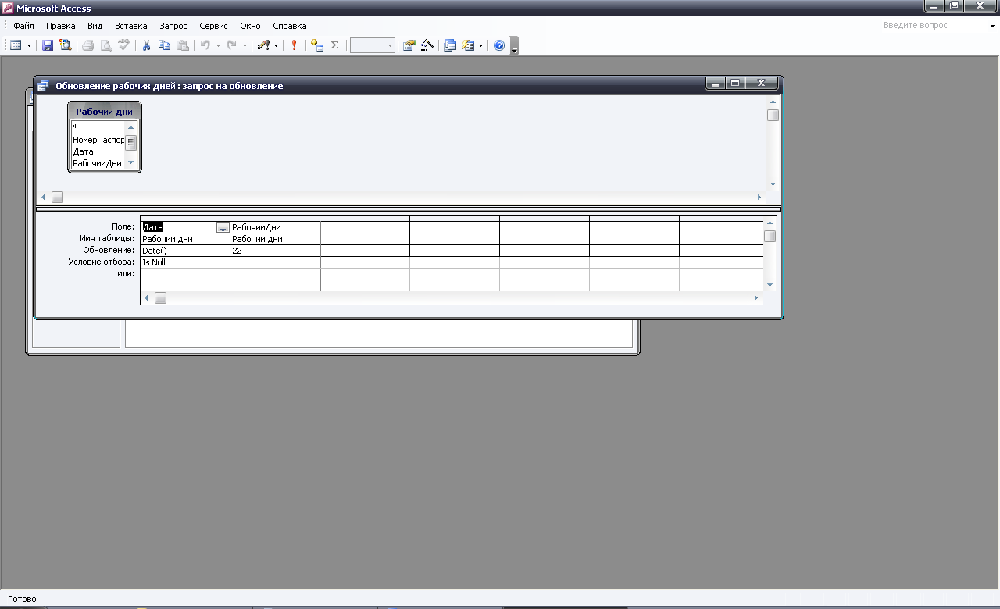 Microsoft Access
Файл Правка Вид Вставка Запрос Сервис Окно Справка Введите вопрос
Обновление рабочих дней : запрос на обновление
Рабочии дни
*
НомерПаспор
Дата
РабочииДни
Поле: Дата РабочииДни
Имя таблицы: Рабочии дни Рабочии дни
Обновление: Date() 22
Условие отбора: Is Null
или:
Готово